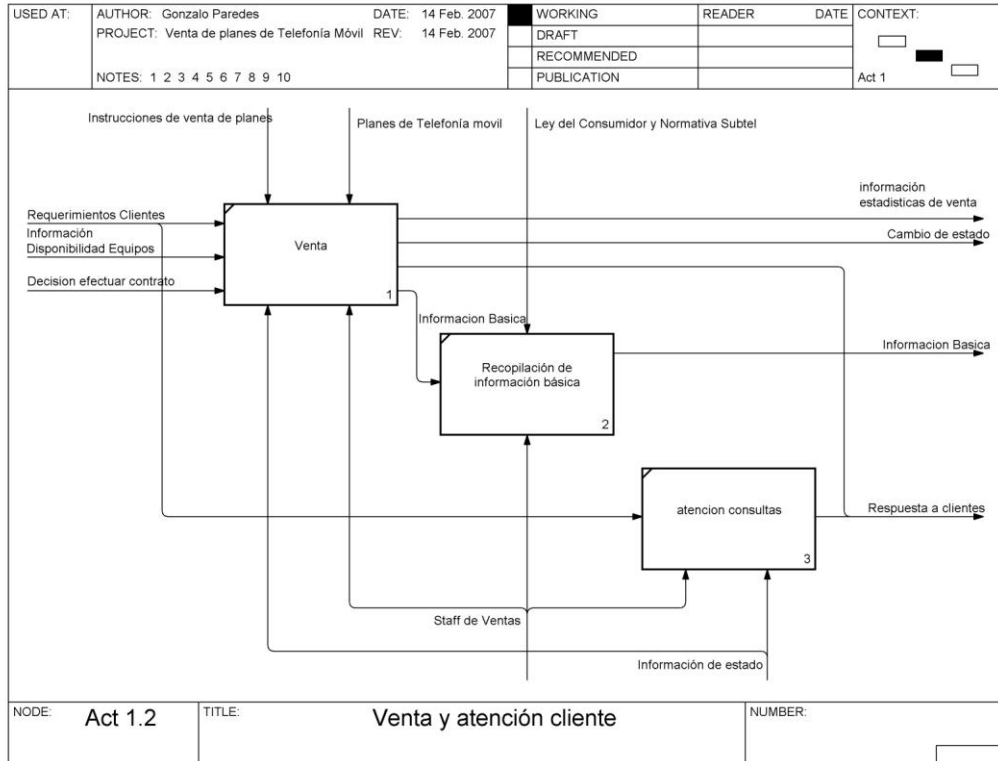 USED AT:
AUTHOR: Gonzalo Paredes
DATE: 14 Feb. 2007
PROJECT: Venta de planes de Telefonía Móvil
REV: 14 Feb. 2007
NOTES: 1 2 3 4 5 6 7 8 9 10
WORKING
DRAFT
RECOMMENDED
PUBLICATION
READER DATE
CONTEXT:
Act 1
Instrucciones de venta de planes
Planes de Telefonía movil
Ley del Consumidor y Normativa Subtel
Requerimientos Clientes
Información
Disponibilidad Equipos
Decision efectuar contrato
Venta
1
información
estadisticas de venta
Cambio de estado
Informacion Basica
Recopilación de
información básica
2
Informacion Basica
atencion consultas
3
Respuesta a clientes
Staff de Ventas
Información de estado
NODE: Act 1.2
TITLE: Venta y atención cliente
NUMBER: